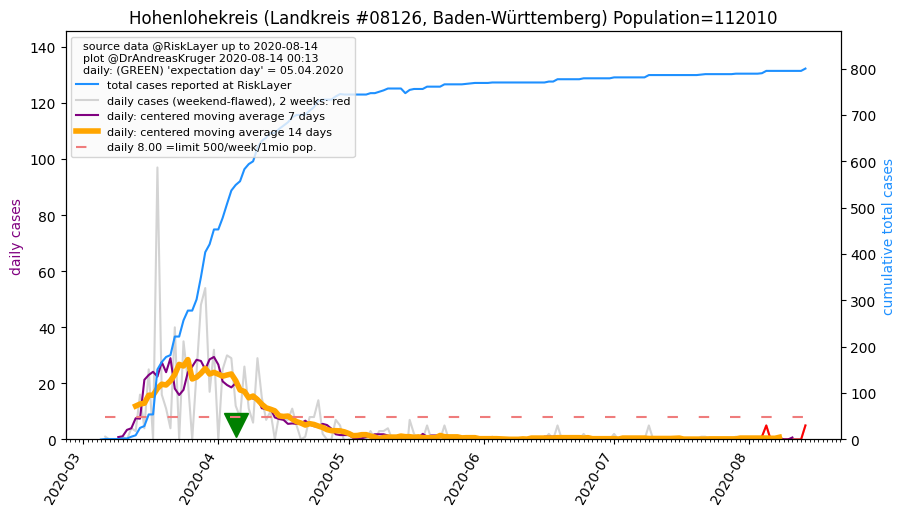 Hohenlohekreis (Landkreis #08126, Baden-Württemberg) Population=112010
source data @RiskLayer up to 2020-08-14
plot @DrAndreasKruger 2020-08-14 00:13
daily: (GREEN) 'expectation day' = 05.04.2020
total cases reported at RiskLayer
daily cases (weekend-flawed), 2 weeks: red
daily: centered moving average 7 days
daily: centered moving average 14 days
daily 8.00 =limit 500/week/1mio pop.
daily cases
140
120
100
80
60
40
20
0
cumulative total cases
800
700
600
500
400
300
200
100
0
2020-03
2020-04
2020-05
2020-06
2020-07
2020-08